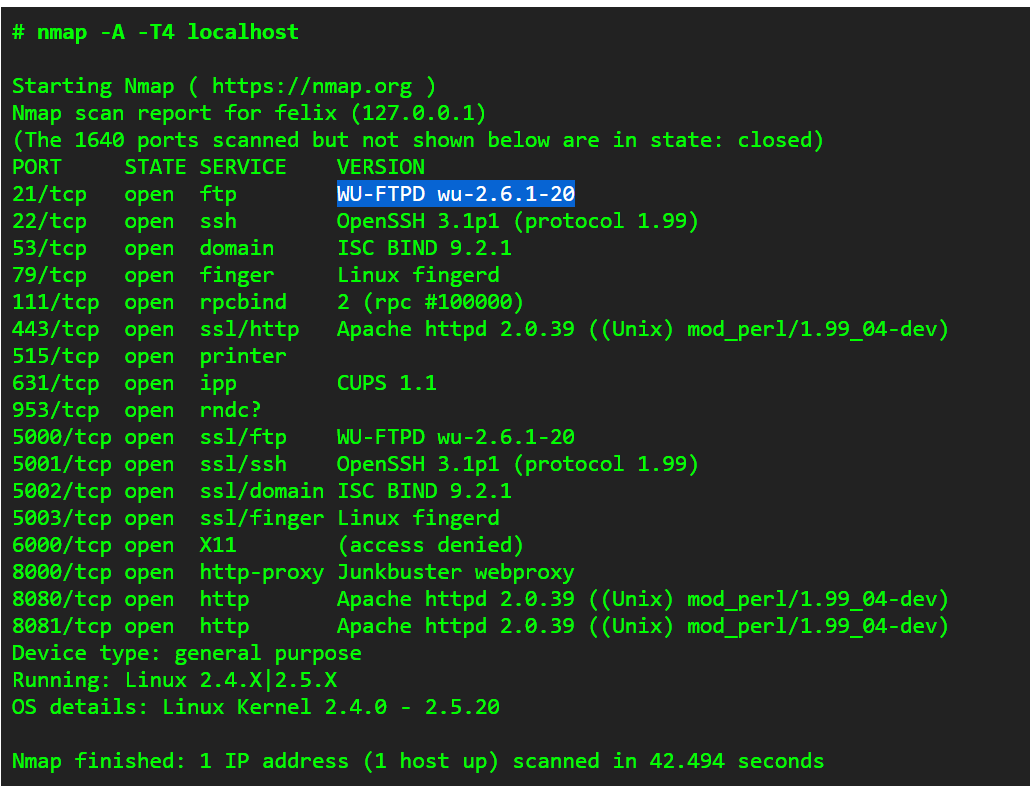 # nmap -A -T4 localhost
Starting Nmap ( https://nmap.org )
Nmap scan report for felix (127.0.0.1)
(The 1640 ports scanned but not shown below are in state: closed)
PORT     STATE SERVICE    VERSION
21/tcp   open  ftp        WU-FTPD wu-2.6.1-20
22/tcp   open  ssh        OpenSSH 3.1p1 (protocol 1.99)
53/tcp   open  domain     ISC BIND 9.2.1
79/tcp   open  finger     Linux fingerd
111/tcp  open  rpcbind    2 (rpc #100000)
443/tcp  open  ssl/http   Apache httpd 2.0.39 ((Unix) mod_perl/1.99_04-dev)
515/tcp  open  printer
631/tcp  open  ipp        CUPS 1.1
953/tcp  open  rndc?
5000/tcp open  ssl/ftp    WU-FTPD wu-2.6.1-20
5001/tcp open  ssl/ssh    OpenSSH 3.1p1 (protocol 1.99)
5002/tcp open  ssl/domain ISC BIND 9.2.1
5003/tcp open  ssl/finger Linux fingerd
6000/tcp open  X11        (access denied)
8000/tcp open  http-proxy Junkbuster webproxy
8080/tcp open  http       Apache httpd 2.0.39 ((Unix) mod_perl/1.99_04-dev)
8081/tcp open  http       Apache httpd 2.0.39 ((Unix) mod_perl/1.99_04-dev)
Device type: general purpose
Running: Linux 2.4.X|2.5.X
OS details: Linux Kernel 2.4.0 - 2.5.20
Nmap finished: 1 IP address (1 host up) scanned in 42.494 seconds